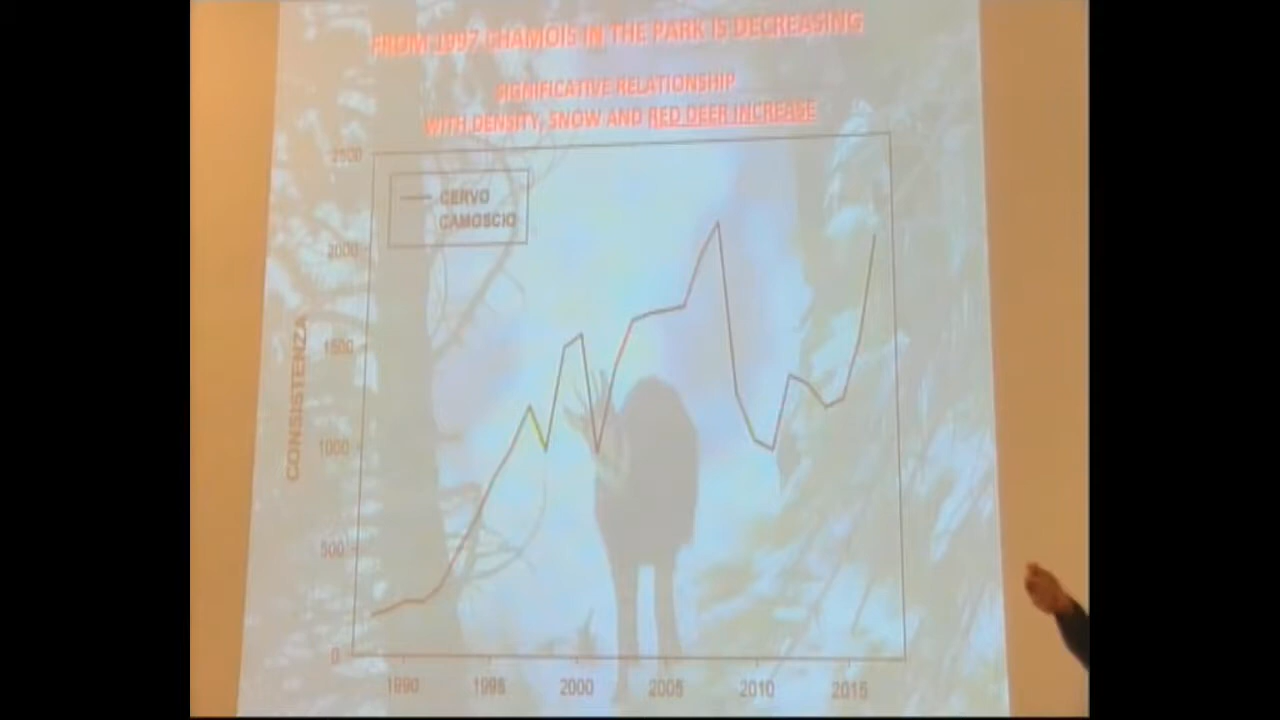 FROM 1997 CHAMOIS IN THE PARK IS DECREASING
SIGNIFICATIVE RELATIONSHIP
WITH DENSITY, SNOW AND RED DEER INCREASE
2500
CERVO
CAMOSCIO
2000
1500
CONSISTENZA
1000
500
0
1990 1995 2000 2005 2010 2015